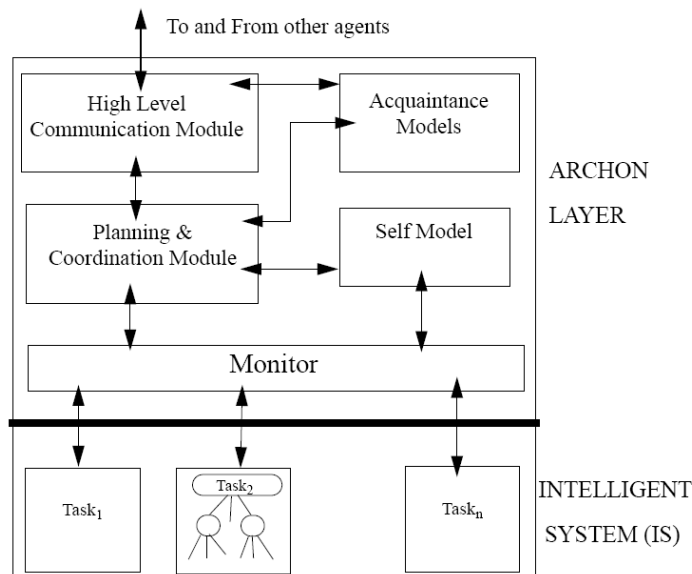 To and From other agents
High Level
Communication Module
Acquaintance
Models
ARCHON
LAYER
Planning &
Coordination Module
Self Model
Monitor
Task1
Task2
Taskn
INTELLIGENT
SYSTEM (IS)